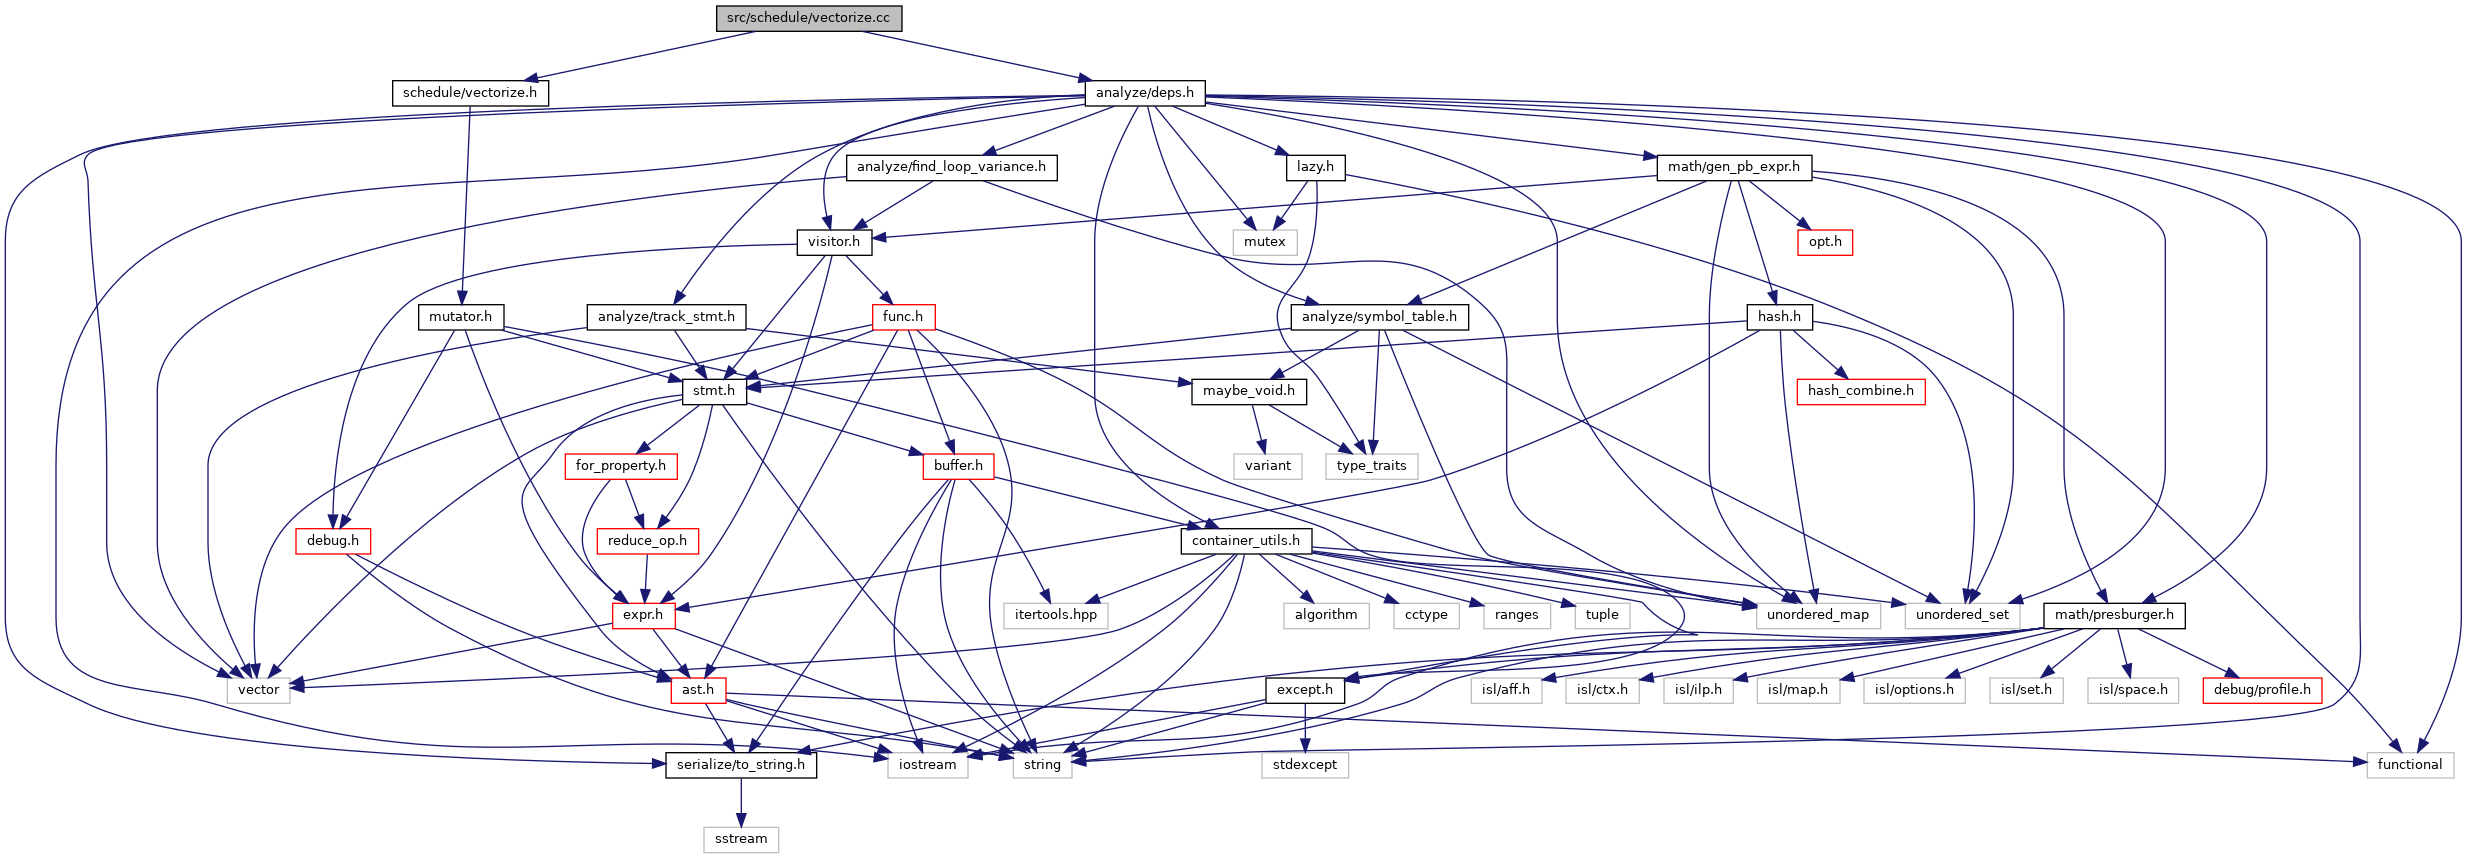 src/schedule/vectorize.cc
schedule/vectorize.h
analyze/deps.h
analyze/find_loop_variance.h
lazy.h
math/gen_pb_expr.h
visitor.h
mutex
opt.h
mutator.h
analyze/track_stmt.h
func.h
analyze/symbol_table.h
hash.h
stmt.h
maybe_void.h
hash_combine.h
for_property.h
buffer.h
variant
type_traits
debug.h
reduce_op.h
container_utils.h
expr.h
itertools.hpp
algorithm
cctype
ranges
tuple
unordered_map
unordered_set
math/presburger.h
vector
ast.h
except.h
isl/aff.h
isl/ctx.h
isl/ilp.h
isl/map.h
isl/options.h
isl/set.h
isl/space.h
debug/profile.h
serialize/to_string.h
iostream
string
stdexcept
functional
sstream